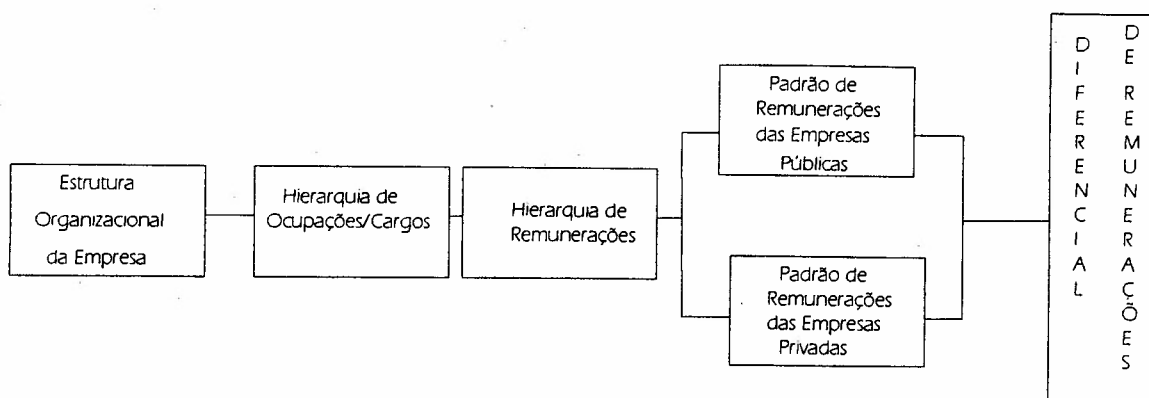 Estrutura
Organizacional
da Empresa
Hierarquia de
Ocupações/Cargos
Hierarquia de
Remunerações
Padrão de
Remunerações
das Empresas
Públicas
Padrão de
Remunerações
das Empresas
Privadas
DIFERENCIAL
DE REMUNERAÇÕES